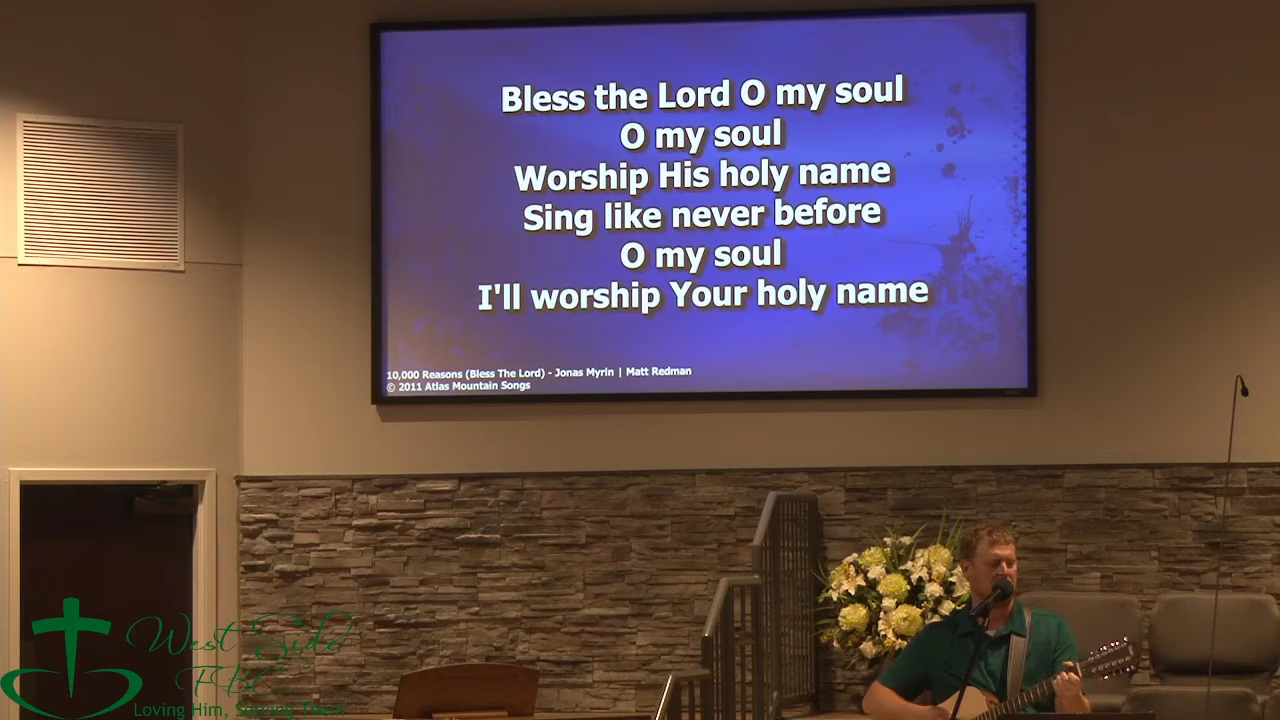 Bless the Lord O my soul
O my soul
Worship His holy name
Sing like never before
O my soul
I'll worship Your holy name
10,000 Reasons (Bless The Lord) - Jonas Myrin | Matt Redman
© 2011 Atlas Mountain Songs
West Side
FBC
Loving Him, Serving Them